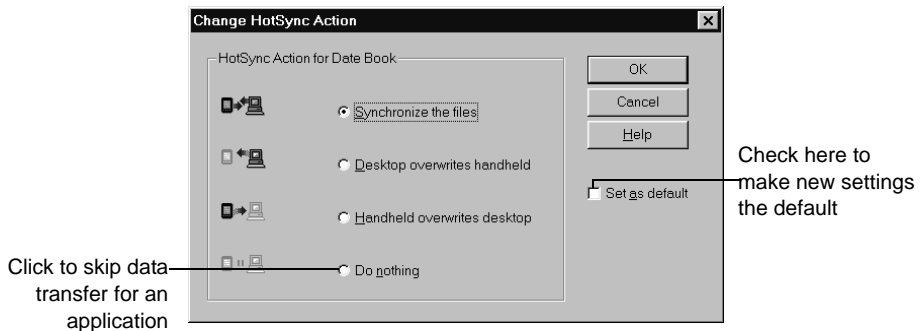 Change HotSync Action
HotSync Action for Date Book
Synchronize the files
Desktop overwrites handheld
Handheld overwrites desktop
Do nothing
OK
Cancel
Help
Set as default
Check here to
make new settings
the default
Click to skip data
transfer for an
application